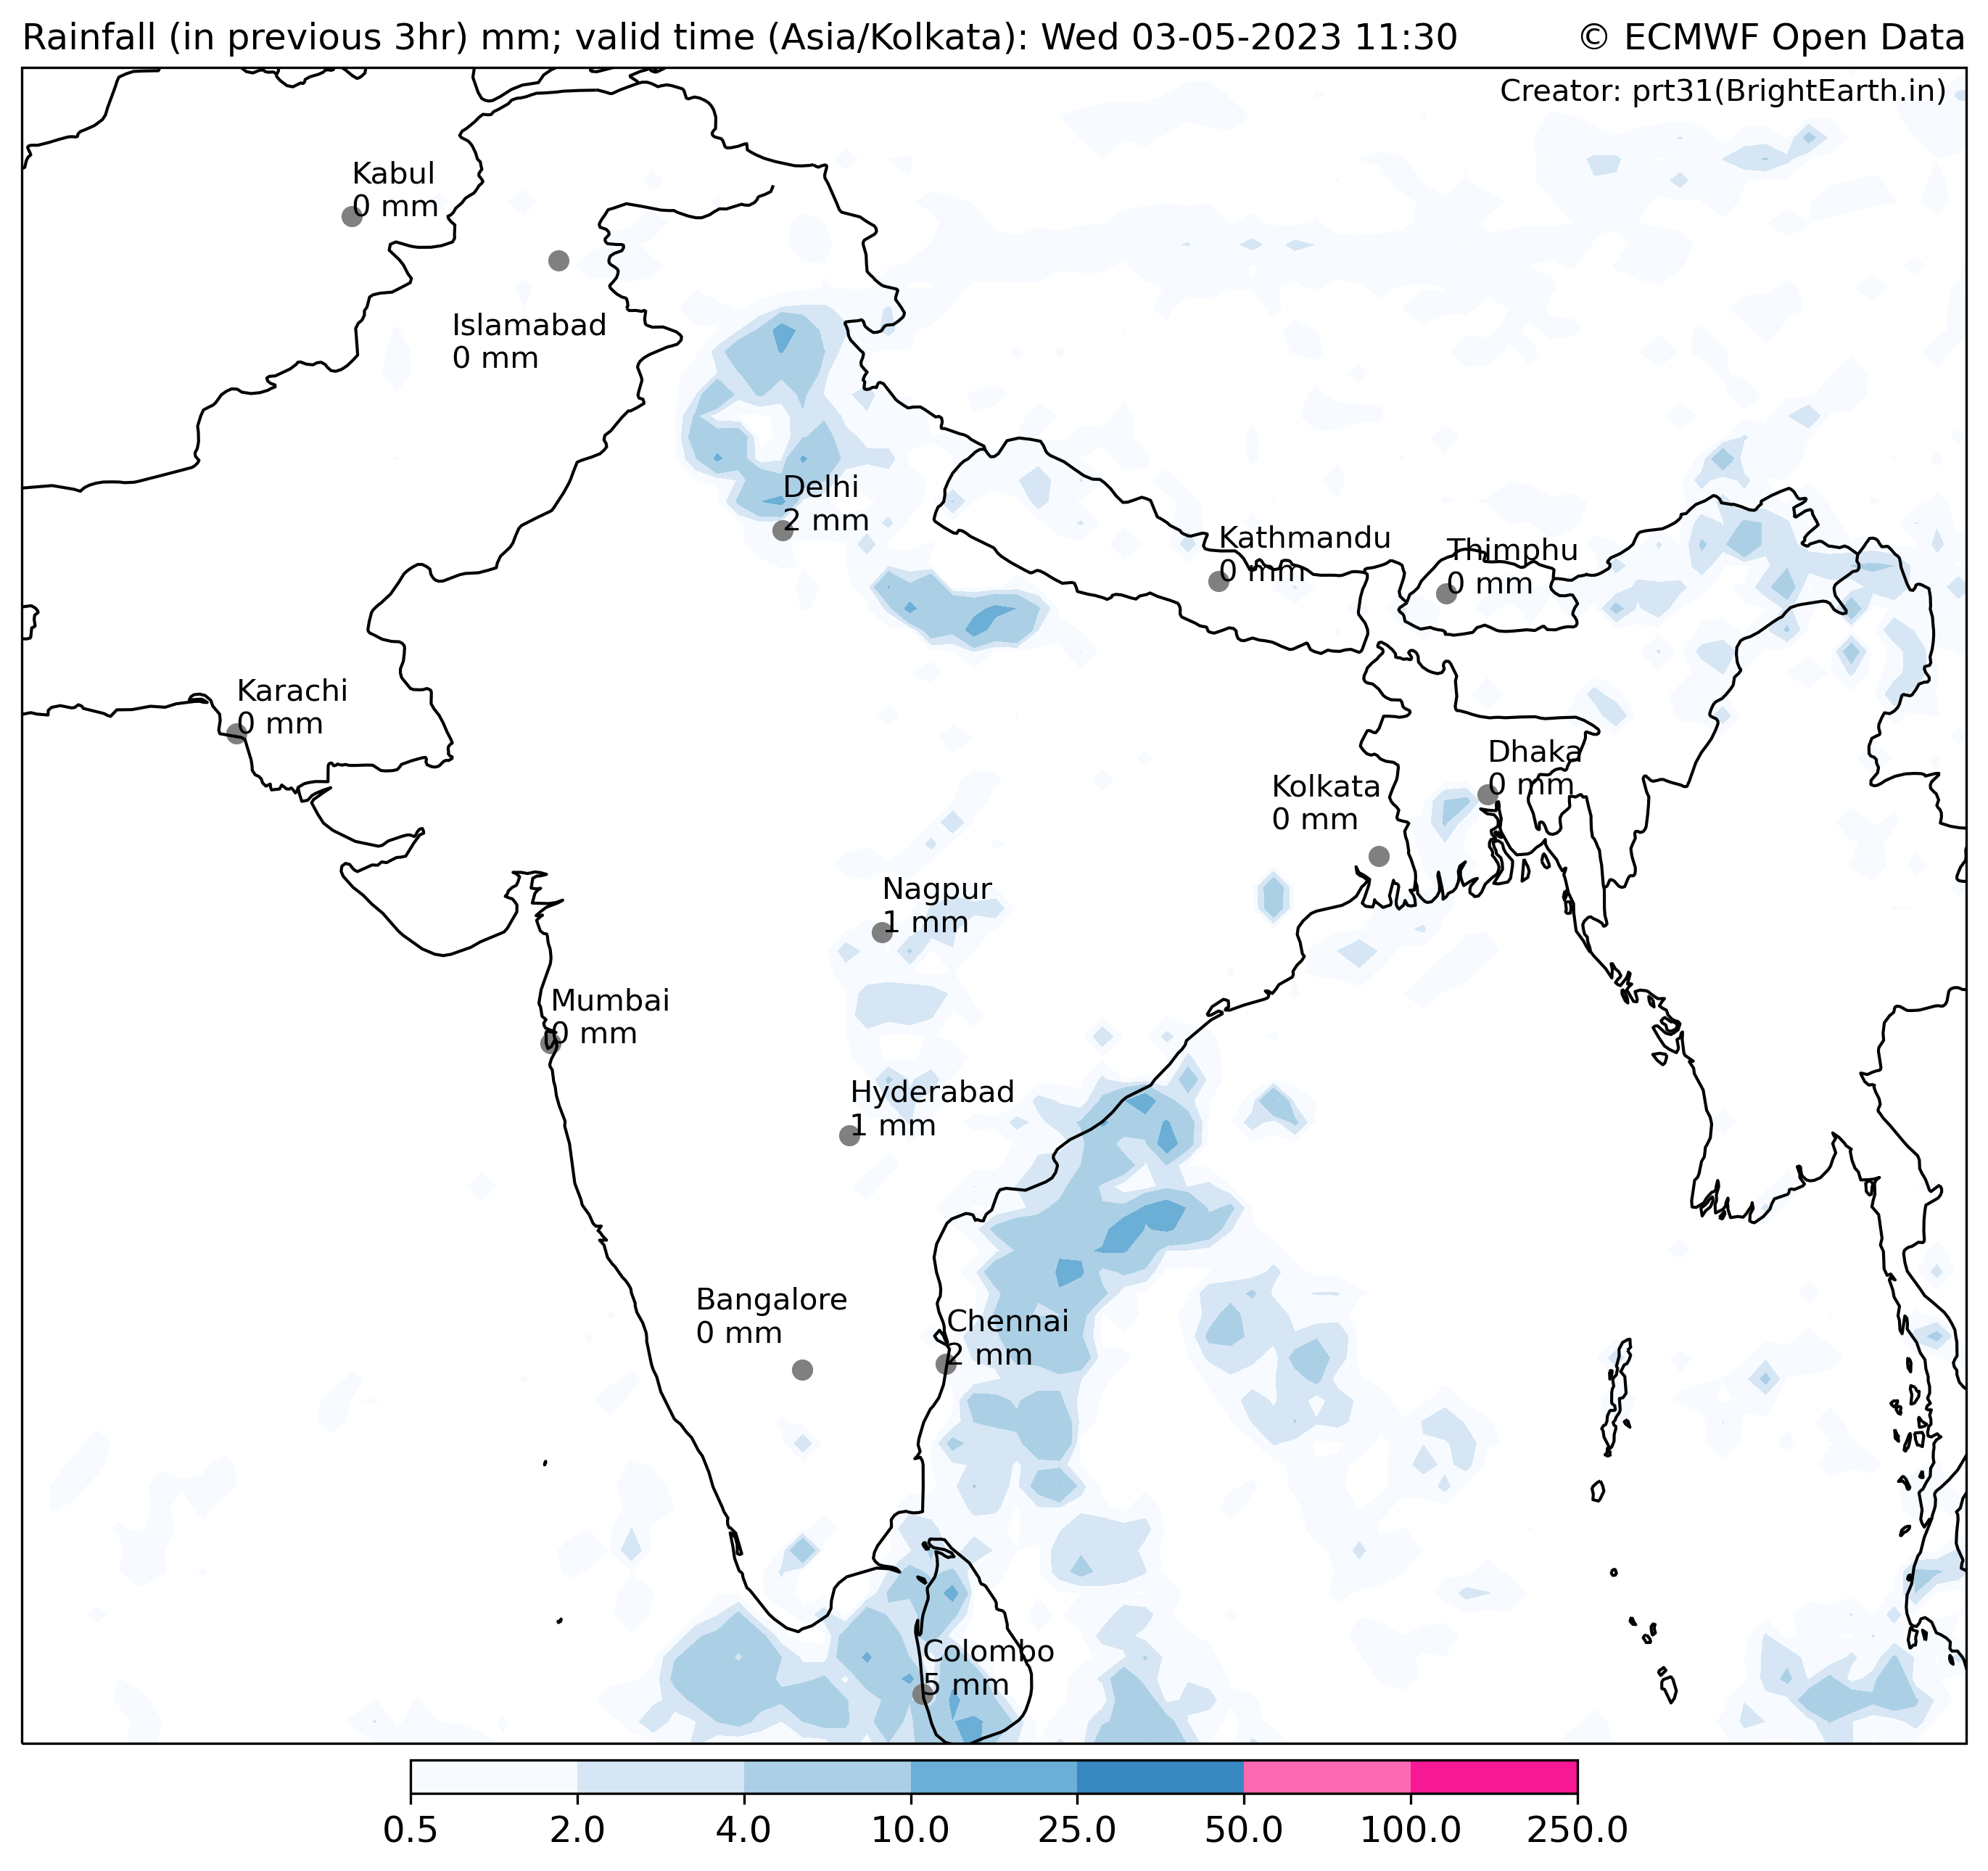 Rainfall (in previous 3hr) mm; valid time (Asia/Kolkata): Wed 03-05-2023 11:30
© ECMWF Open Data
Creator: prt31(BrightEarth.in)
Kabul
0 mm
Islamabad
0 mm
Delhi
2 mm
Kathmandu
0 mm
Thimphu
0 mm
Karachi
0 mm
Dhaka
0 mm
Kolkata
0 mm
Nagpur
1 mm
Mumbai
0 mm
Hyderabad
1 mm
Bangalore
0 mm
Chennai
2 mm
Colombo
5 mm
0.5 2.0 4.0 10.0 25.0 50.0 100.0 250.0